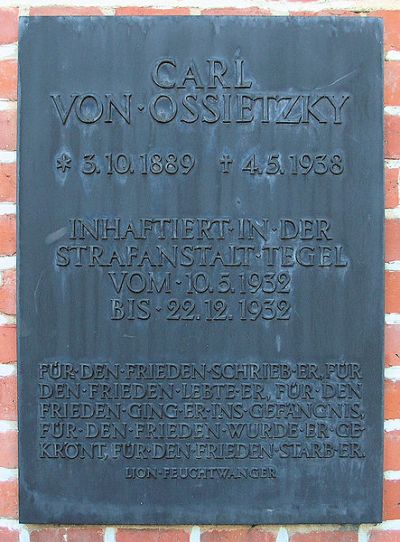 CARL
VON·OSSIETZKY
* 3.10.1889 † 4.5.1938
INHAFTIERT·IN·DER
STRAFANSTALT·TEGEL
VOM·10.5.1932
BIS·22.12.1932
FÜR·DEN·FRIEDEN·SCHRIEB·ER, FÜR
DEN·FRIEDEN·LEBTE·ER, FÜR·DEN
FRIEDEN·GING·ER·INS·GEFÄNGNIS,
FÜR·DEN·FRIEDEN·WURDE·ER·GE-
KRÖNT, FÜR·DEN·FRIEDEN·STARB·ER.
LION·FEUCHTWANGER